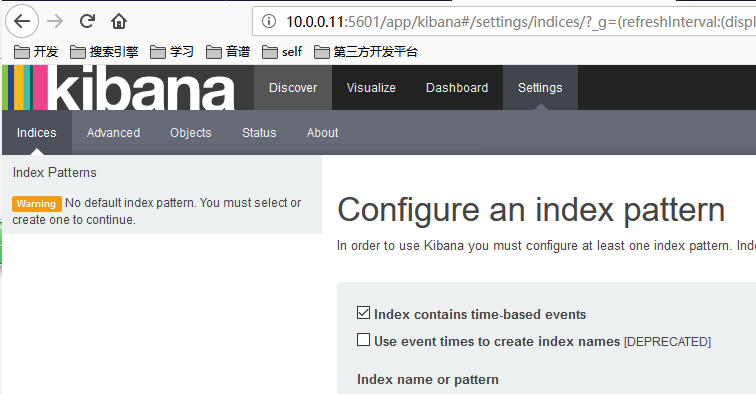 10.0.0.11:5601/app/kibana#/settings/indices/?_g=(refreshInterval:(displ
开发 搜索引擎 学习 音谱 self 第三方开发平台
kibana Discover Visualize Dashboard Settings
Indices Advanced Objects Status About
Index Patterns
Warning No default index pattern. You must select or
create one to continue.
Configure an index pattern
In order to use Kibana you must configure at least one index pattern. Inde
Index contains time-based events
Use event times to create index names [DEPRECATED]
Index name or pattern